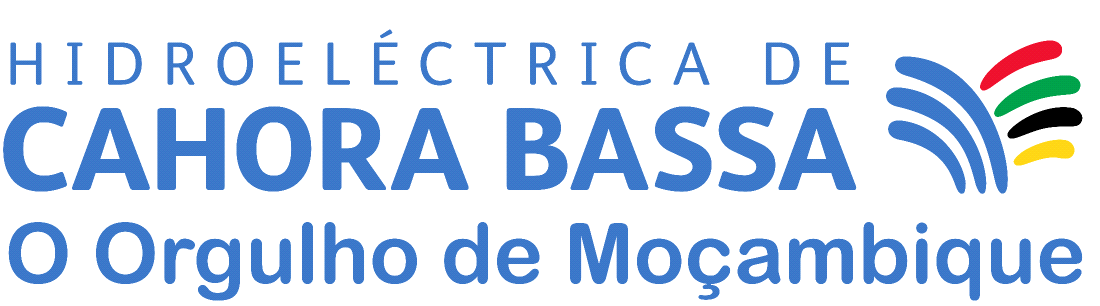 HIDROELÉCTRICA DE
CAHORA BASSA
O Orgulho de Moçambique